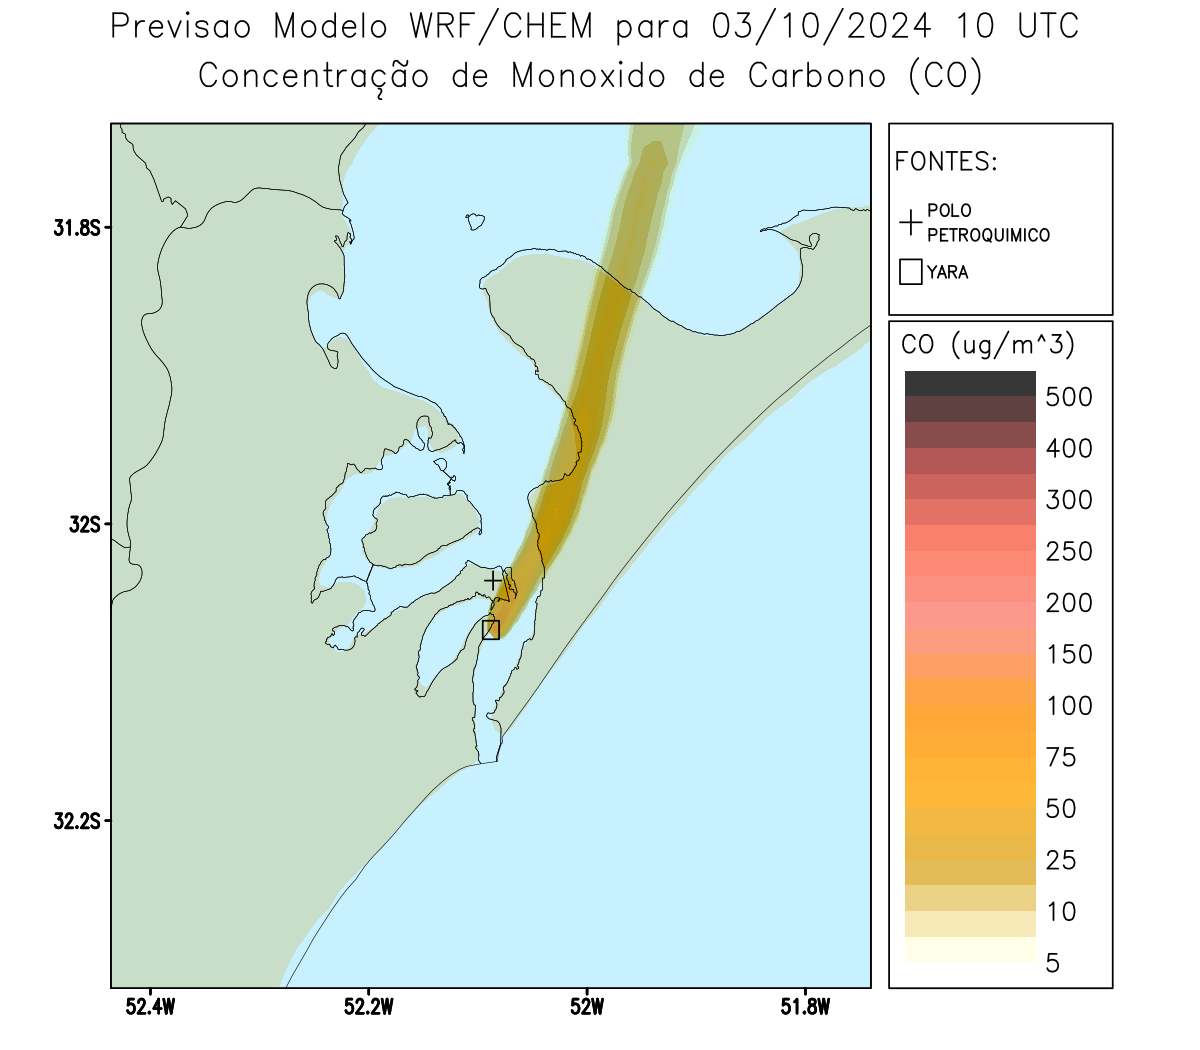 Previsao Modelo WRF/CHEM para 03/10/2024 10 UTC
Concentração de Monoxido de Carbono (CO)
FONTES:
POLO
PETROQUIMICO
YARA
CO (ug/m^3)
500
400
300
250
200
150
100
75
50
25
10
5
31.8S
32S
32.2S
52.4W
52.2W
52W
51.8W